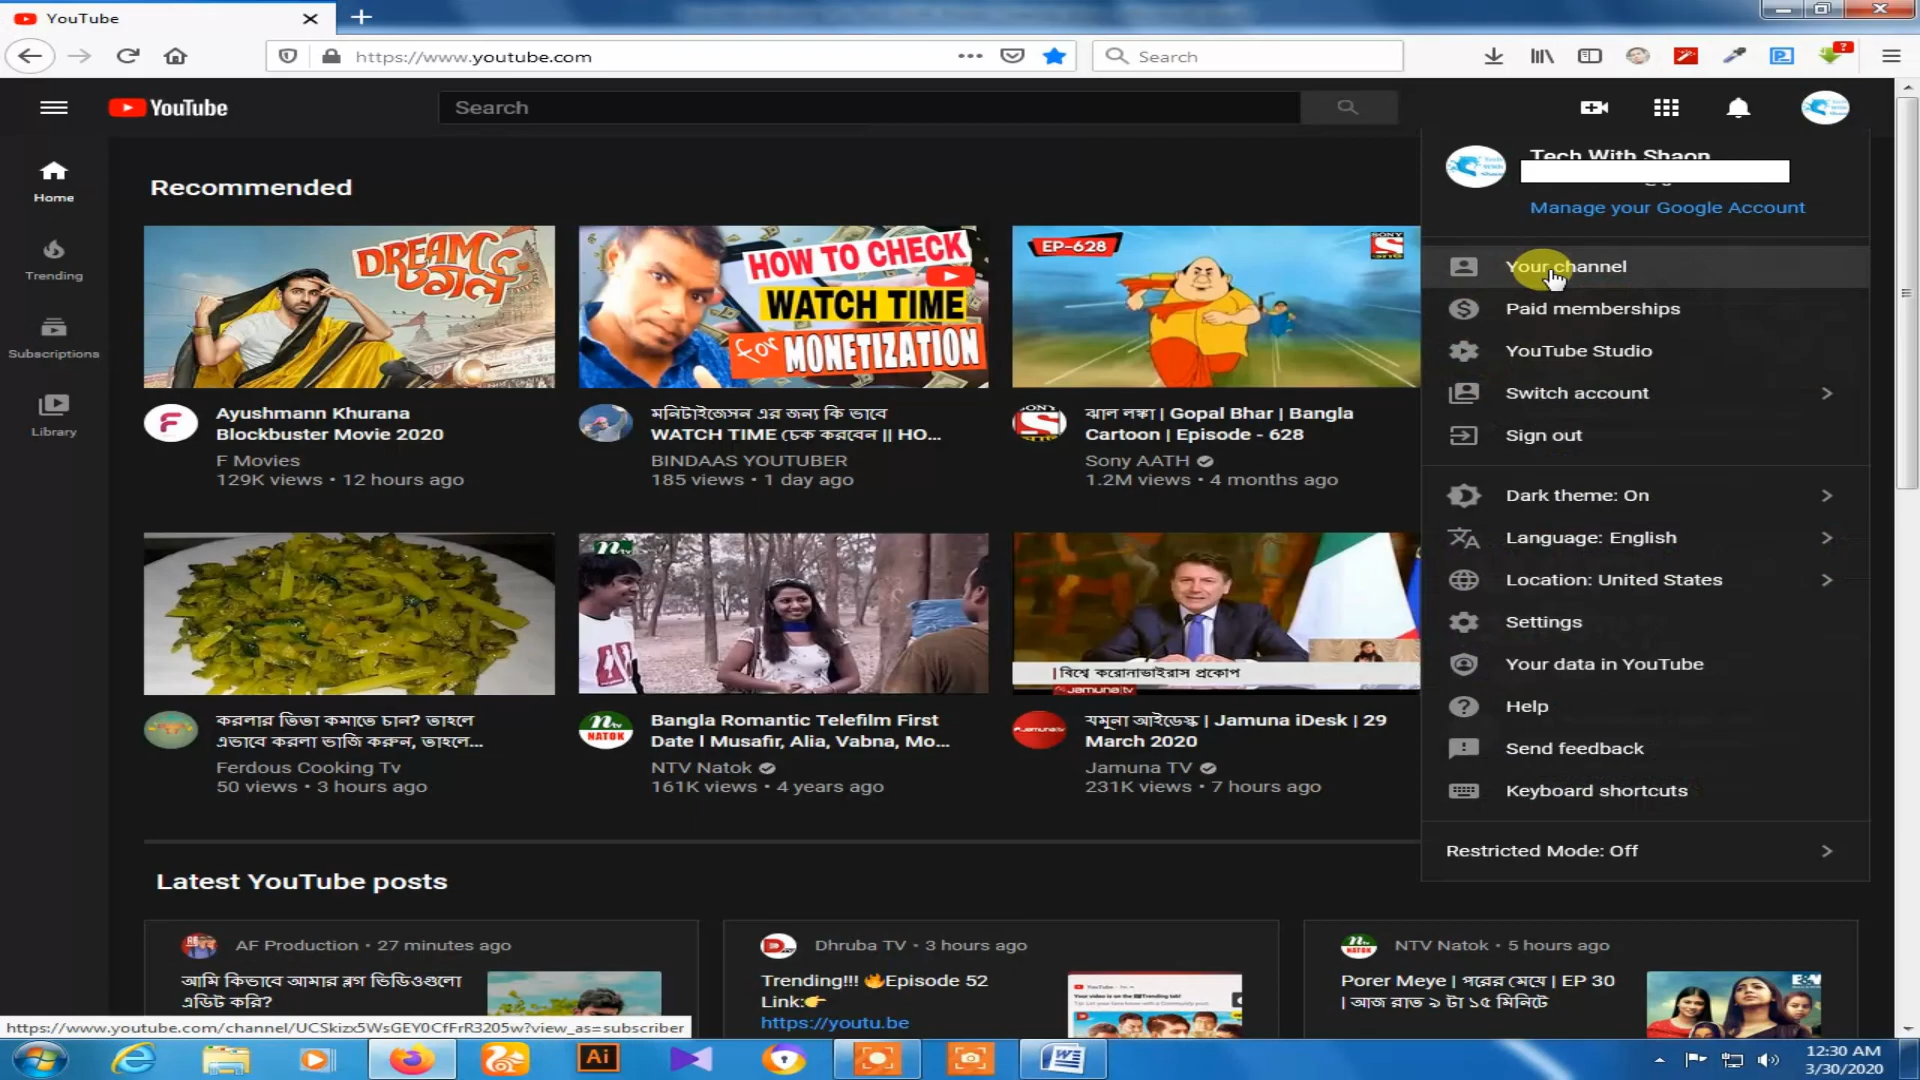 YouTube
https://www.youtube.com
Search
?
YouTube
Search
Home
Trending
Subscriptions
Library
Recommended
DREAM
গার্ল
Ayushmann Khurana
Blockbuster Movie 2020
F Movies
129K views • 12 hours ago
HOW TO CHECK
WATCH TIME
for MONETIZATION
মনিটাইজেসন এর জন্য কি ভাবে
WATCH TIME চেক করবেন || HO...
BINDAAS YOUTUBER
185 views • 1 day ago
EP-628
ঝাল লঙ্কা | Gopal Bhar | Bangla
Cartoon | Episode - 628
Sony AATH
1.2M views • 4 months ago
করলার তিতা কমাতে চান? তাহলে
এভাবে করলা ভাজি করুন, তাহলে...
Ferdous Cooking Tv
50 views • 3 hours ago
NATOK
Bangla Romantic Telefilm First
Date l Musafir, Alia, Vabna, Mo...
NTV Natok
161K views • 4 years ago
বিশ্বে করোনাভাইরাস প্রকোপ
Jamuna tv
যমুনা আইডেস্ক | Jamuna iDesk | 29
March 2020
Jamuna TV
231K views • 7 hours ago
Tech With Shaon
Manage your Google Account
Your channel
Paid memberships
YouTube Studio
Switch account
Sign out
Dark theme: On
Language: English
Location: United States
Settings
Your data in YouTube
Help
Send feedback
Keyboard shortcuts
Restricted Mode: Off
Latest YouTube posts
AF Production • 27 minutes ago
আমি কিভাবে আমার ব্লগ ভিডিওগুলো
এডিট করি?
Dhruba TV • 3 hours ago
Trending!!! 🔥Episode 52
Link:👉
https://youtu.be
NTV Natok • 5 hours ago
Porer Meye | পরের মেয়ে | EP 30
| আজ রাত ৯ টা ১৫ মিনিটে
https://www.youtube.com/channel/UCSkizx5WsGEY0CfFrR3205w?view_as=subscriber
Ai
12:30 AM
3/30/2020